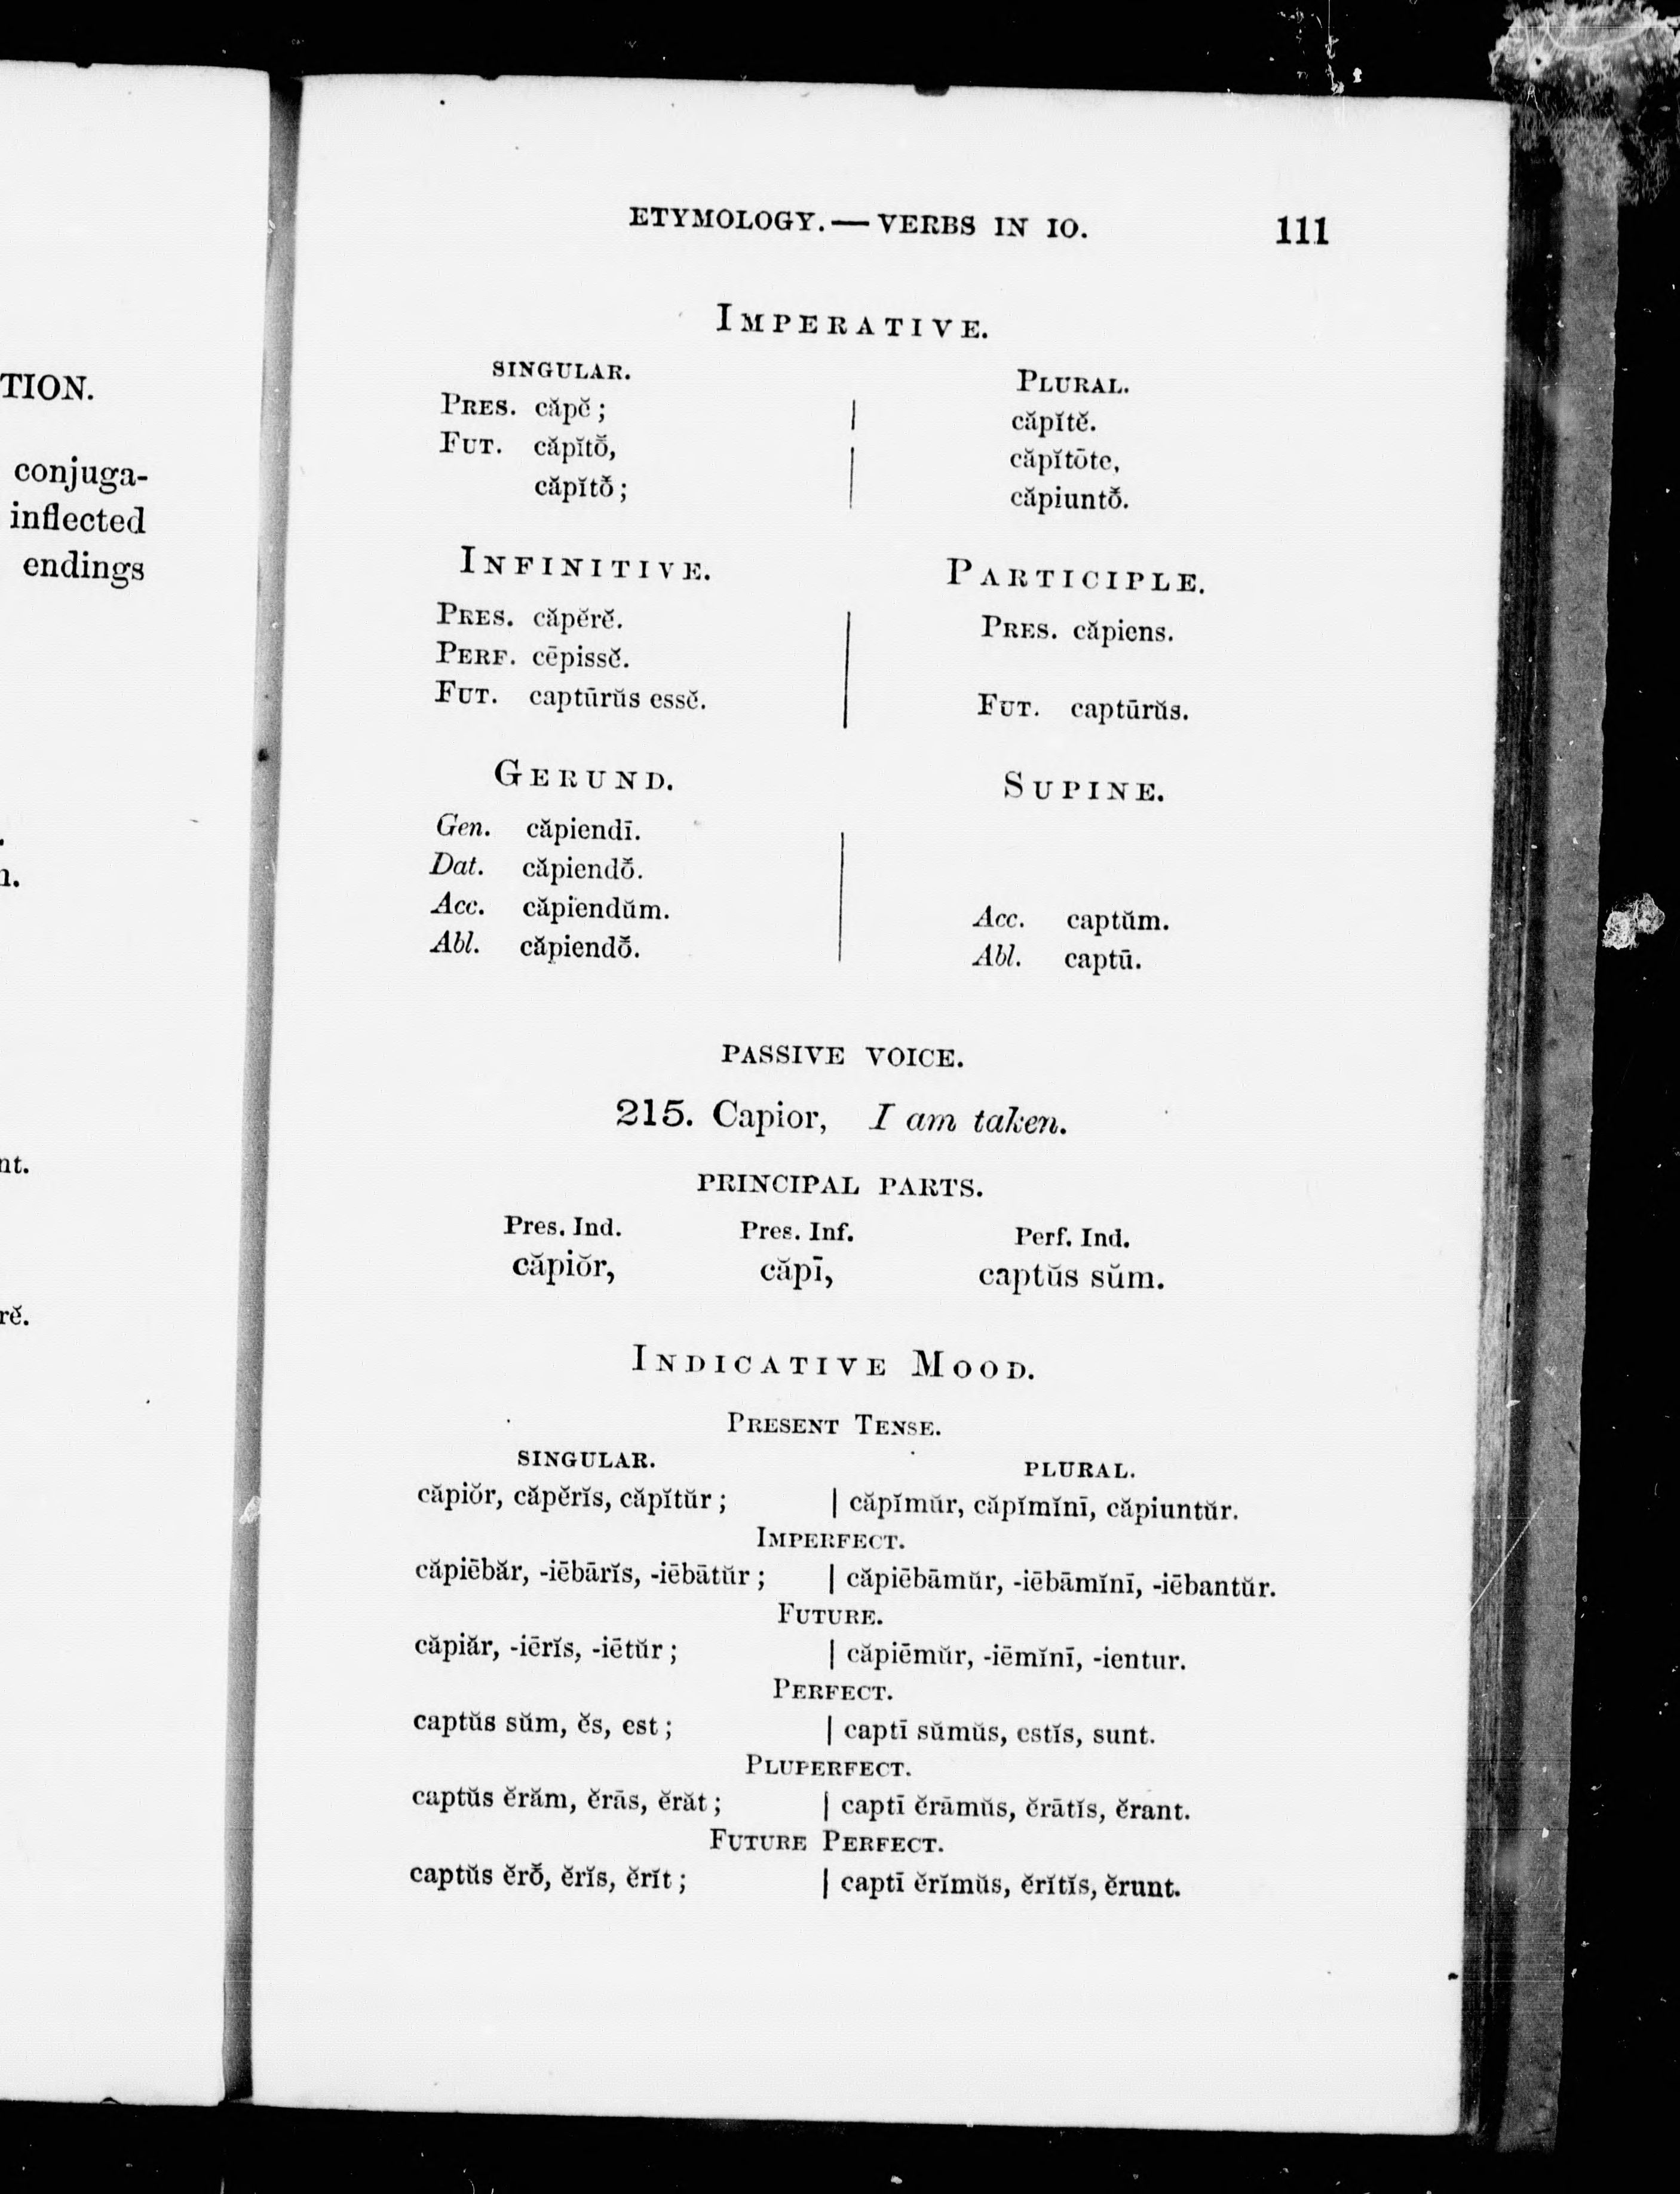 TION.
conjuga-
inflected
endings
nt.
rĕ.
ETYMOLOGY.—VERBS IN IO. 111
IMPERATIVE.
SINGULAR. PLURAL.
PRES. căpĕ; | căpĭtĕ.
FUT. căpĭtō̆, | căpĭtōte,
căpĭtō̆; | căpiuntō̆.
INFINITIVE. PARTICIPLE.
PRES. căpĕrĕ. | PRES. căpiens.
PERF. cēpissĕ.
FUT. captūrŭs essĕ. | FUT. captūrŭs.
GERUND. SUPINE.
Gen. căpiendī.
Dat. căpiendō̆.
Acc. căpiendŭm. | Acc. captŭm.
Abl. căpiendō̆. | Abl. captū.
PASSIVE VOICE.
215. Capior, I am taken.
PRINCIPAL PARTS.
Pres. Ind. Pres. Inf. Perf. Ind.
căpiŏr, căpī, captŭs sŭm.
INDICATIVE MOOD.
PRESENT TENSE.
SINGULAR. PLURAL.
căpiŏr, căpĕrĭs, căpĭtŭr; | căpĭmŭr, căpĭmĭnī, căpiuntŭr.
IMPERFECT.
căpiēbăr, -iēbārĭs, -iēbātŭr; | căpiēbāmŭr, -iēbāmĭnī, -iēbantŭr.
FUTURE.
căpiăr, -iērĭs, -iētŭr; | căpiēmŭr, -iēmĭnī, -ientur.
PERFECT.
captŭs sŭm, ĕs, est; | captī sŭmŭs, estĭs, sunt.
PLUPERFECT.
captŭs ĕrăm, ĕrās, ĕrăt; | captī ĕrāmŭs, ĕrātĭs, ĕrant.
FUTURE PERFECT.
captŭs ĕrō̆, ĕrĭs, ĕrĭt; | captī ĕrĭmŭs, ĕrĭtĭs, ĕrunt.